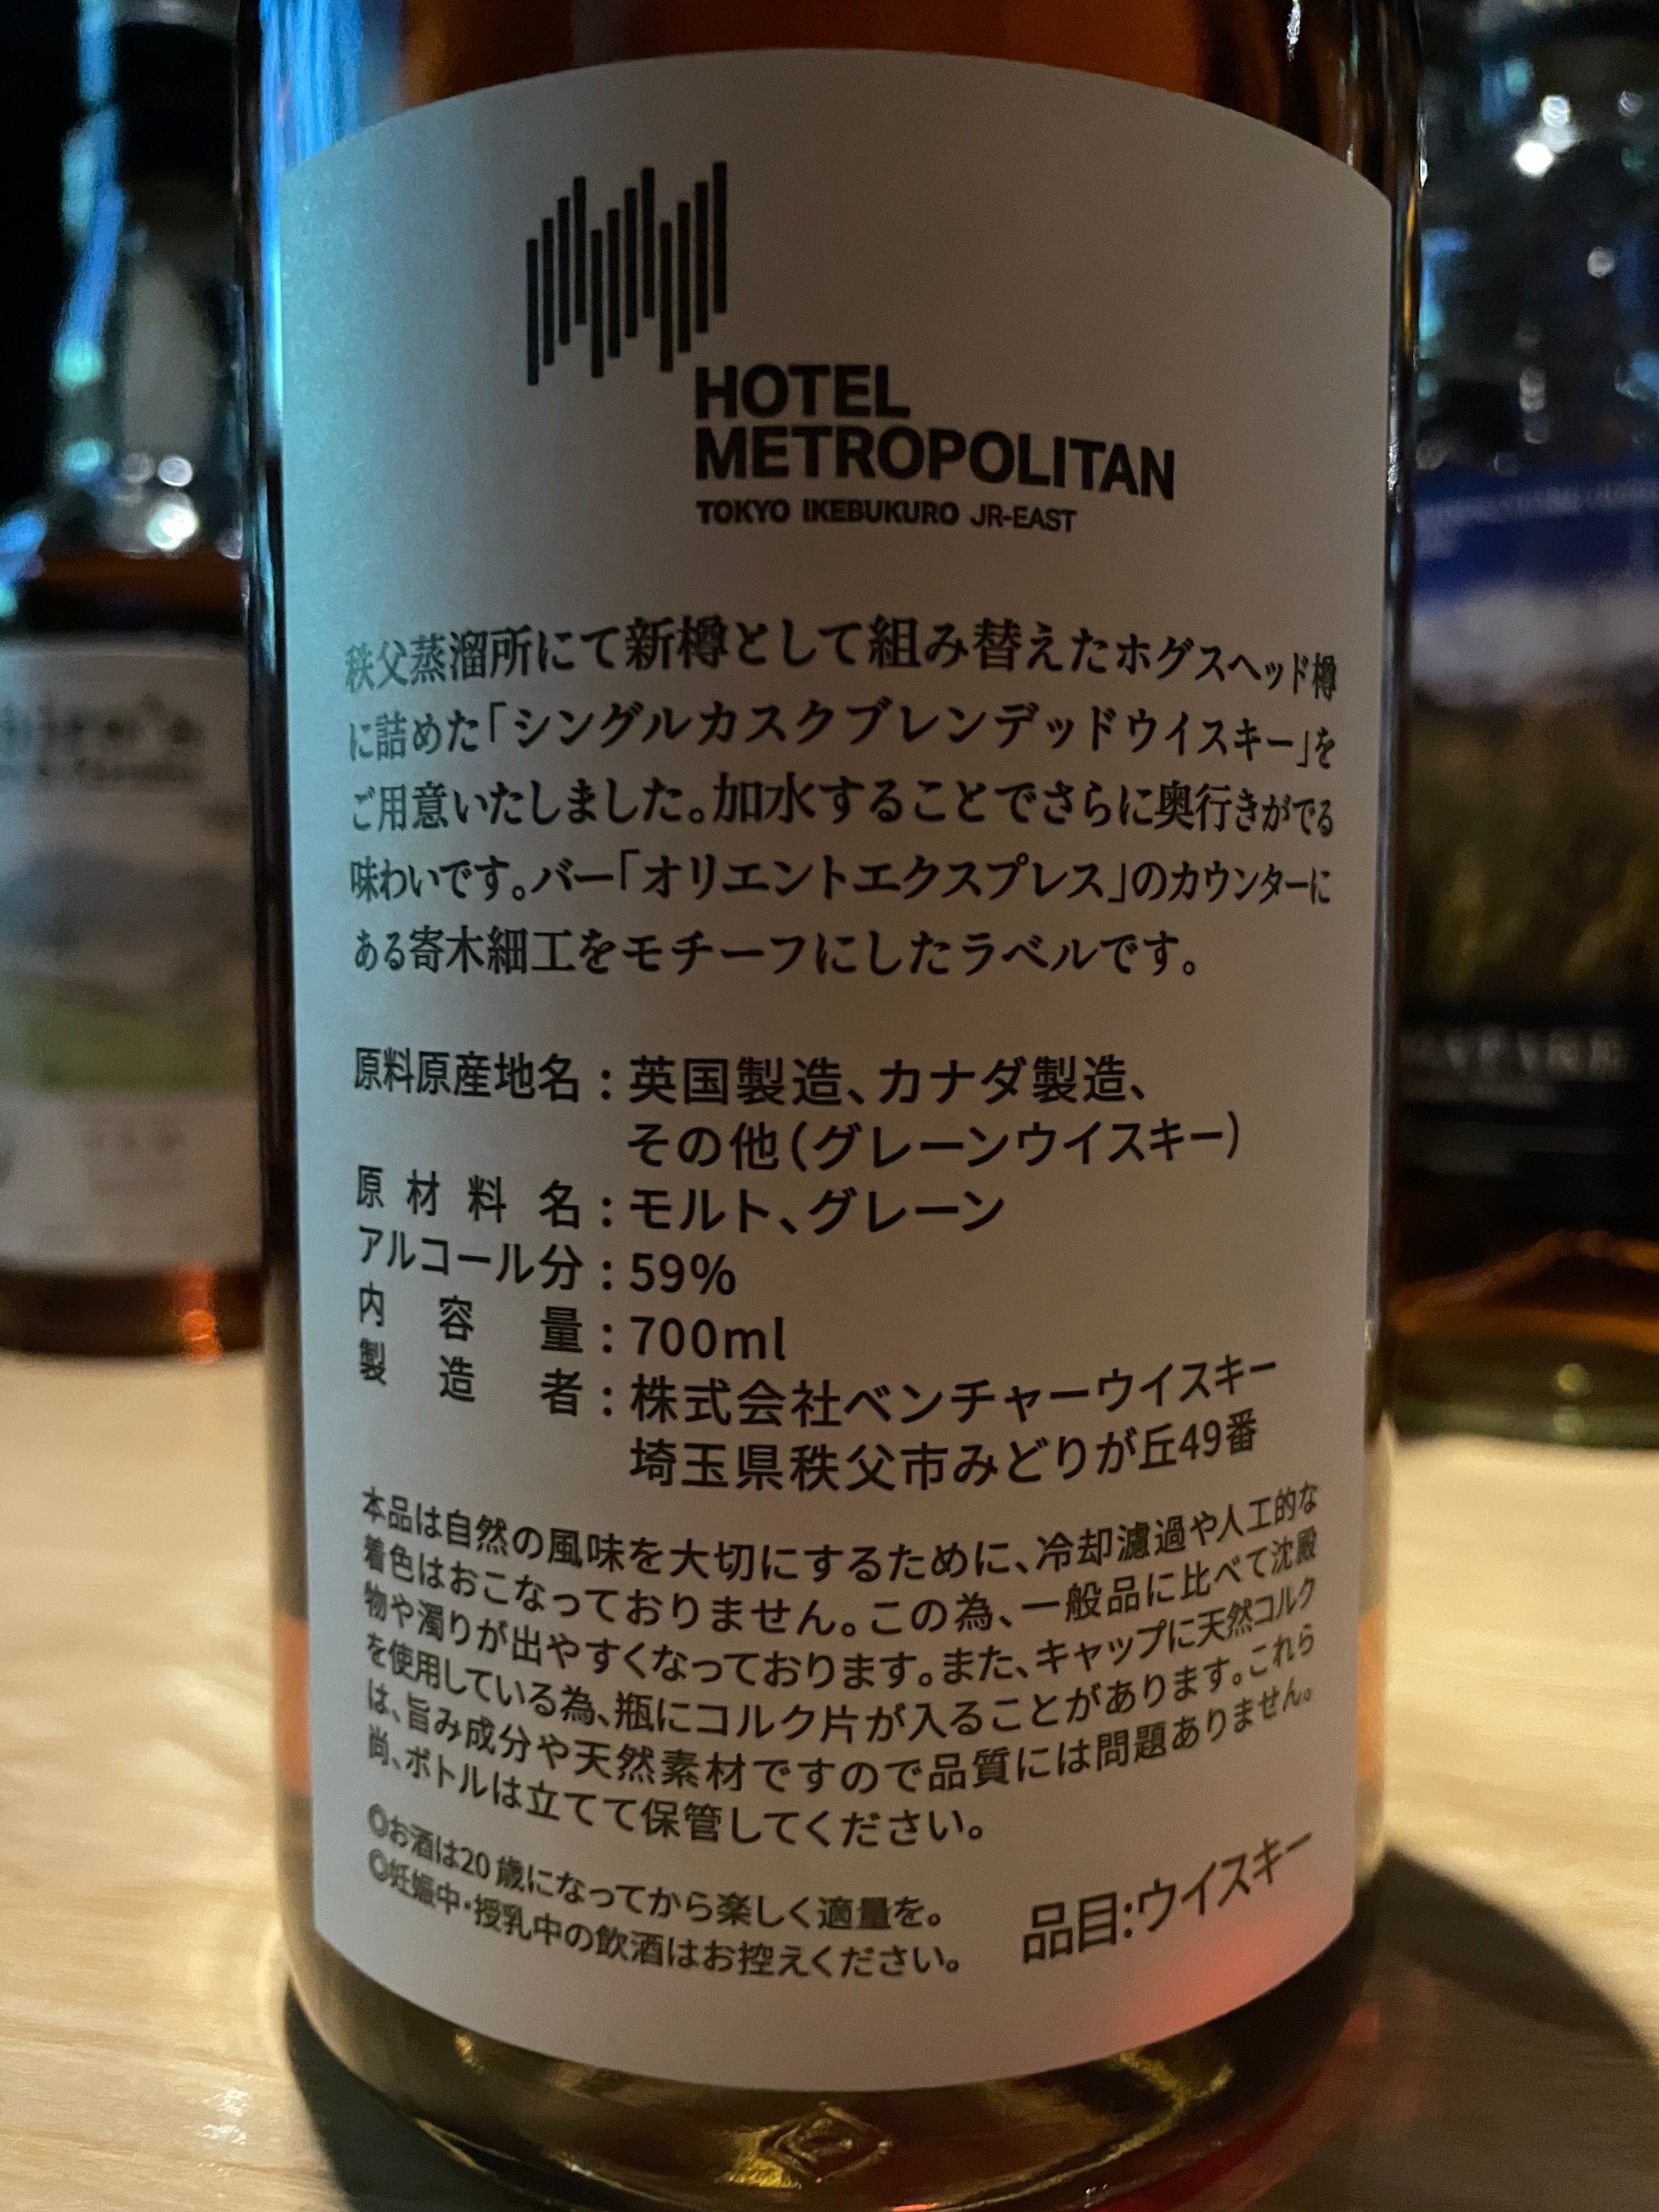 HOTEL
METROPOLITAN
TOKYO IKEBUKURO JR-EAST
秩父蒸溜所にて新樽として組み替えたホグスヘッド樽
に詰めた「シングルカスクブレンデッドウイスキー」を
ご用意いたしました。加水することでさらに奥行きがでる
味わいです。バー「オリエントエクスプレス」のカウンターに
ある寄木細工をモチーフにしたラベルです。
原料原産地名：英国製造、カナダ製造、
その他（グレーンウイスキー）
原材料名：モルト、グレーン
アルコール分：59%
内容量：700ml
製造者：株式会社ベンチャーウイスキー
埼玉県秩父市みどりが丘49番
本品は自然の風味を大切にするために、冷却濾過や人工的な
着色はおこなっておりません。この為、一般品に比べて沈殿
物や濁りが出やすくなっております。また、キャップに天然コルク
を使用している為、瓶にコルク片が入ることがあります。これら
は、旨み成分や天然素材ですので品質には問題ありません。
尚、ボトルは立てて保管してください。
◎お酒は20歳になってから楽しく適量を。
◎妊娠中・授乳中の飲酒はお控えください。
品目：ウイスキー